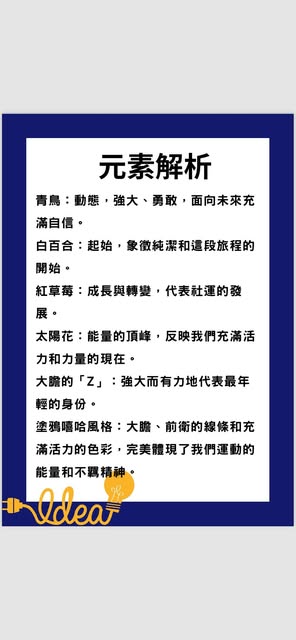 元素解析
青鳥：動態，強大、勇敢，面向未來充
滿自信。
白百合：起始，象徵純潔和這段旅程的
開始。
紅草莓：成長與轉變，代表社運的發
展。
太陽花：能量的頂峰，反映我們充滿活
力和力量的現在。
大膽的「Z」：強大而有力地代表最年
輕的身份。
塗鴉嘻哈風格：大膽、前衛的線條和充
滿活力的色彩，完美體現了我們運動的
能量和不羈精神。
Idea